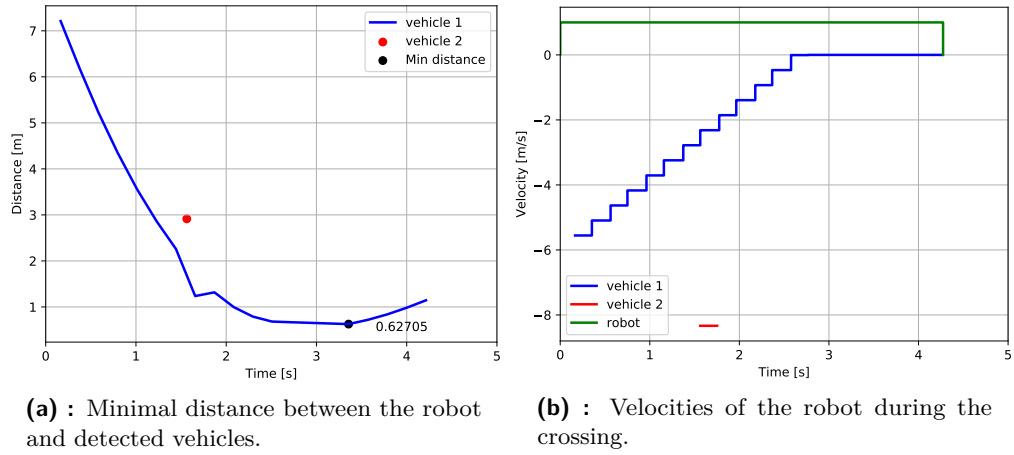 vehicle 1
vehicle 2
Min distance
0.62705
7
6
5
4
3
2
1
Distance [m]
0 1 2 3 4 5
Time [s]
vehicle 1
vehicle 2
robot
0
−2
−4
−6
−8
Velocity [m/s]
0 1 2 3 4 5
Time [s]
(a) : Minimal distance between the robot
and detected vehicles.
(b) : Velocities of the robot during the
crossing.